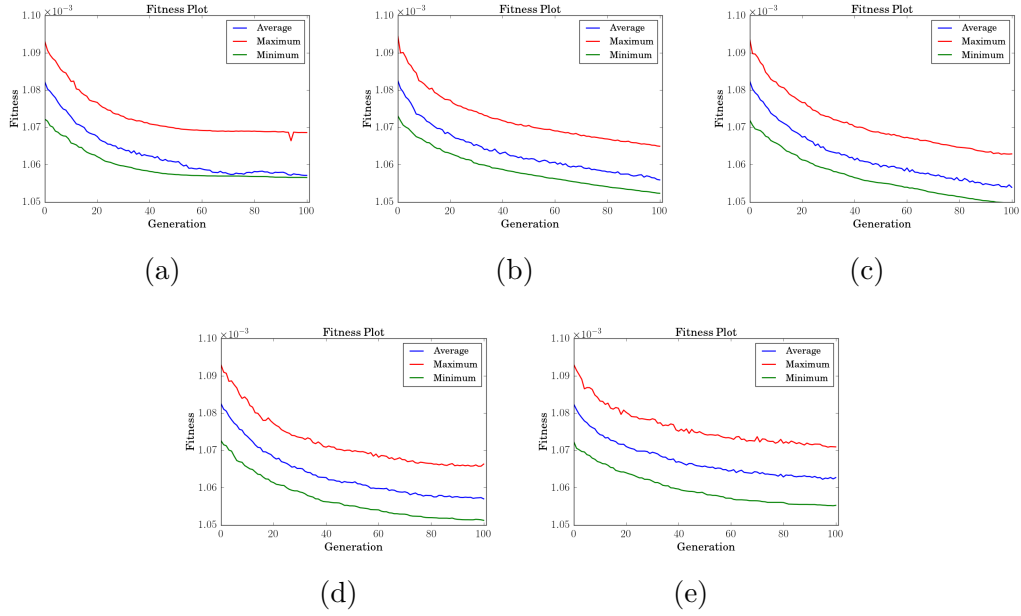 Fitness Plot
×10⁻³
1.10
1.09
1.08
1.07
1.06
1.05
Fitness
0 20 40 60 80 100
Generation
Average
Maximum
Minimum
(a)
Fitness Plot
×10⁻³
1.10
1.09
1.08
1.07
1.06
1.05
Fitness
0 20 40 60 80 100
Generation
Average
Maximum
Minimum
(b)
Fitness Plot
×10⁻³
1.10
1.09
1.08
1.07
1.06
1.05
Fitness
0 20 40 60 80 100
Generation
Average
Maximum
Minimum
(c)
Fitness Plot
×10⁻³
1.10
1.09
1.08
1.07
1.06
1.05
Fitness
0 20 40 60 80 100
Generation
Average
Maximum
Minimum
(d)
Fitness Plot
×10⁻³
1.10
1.09
1.08
1.07
1.06
1.05
Fitness
0 20 40 60 80 100
Generation
Average
Maximum
Minimum
(e)